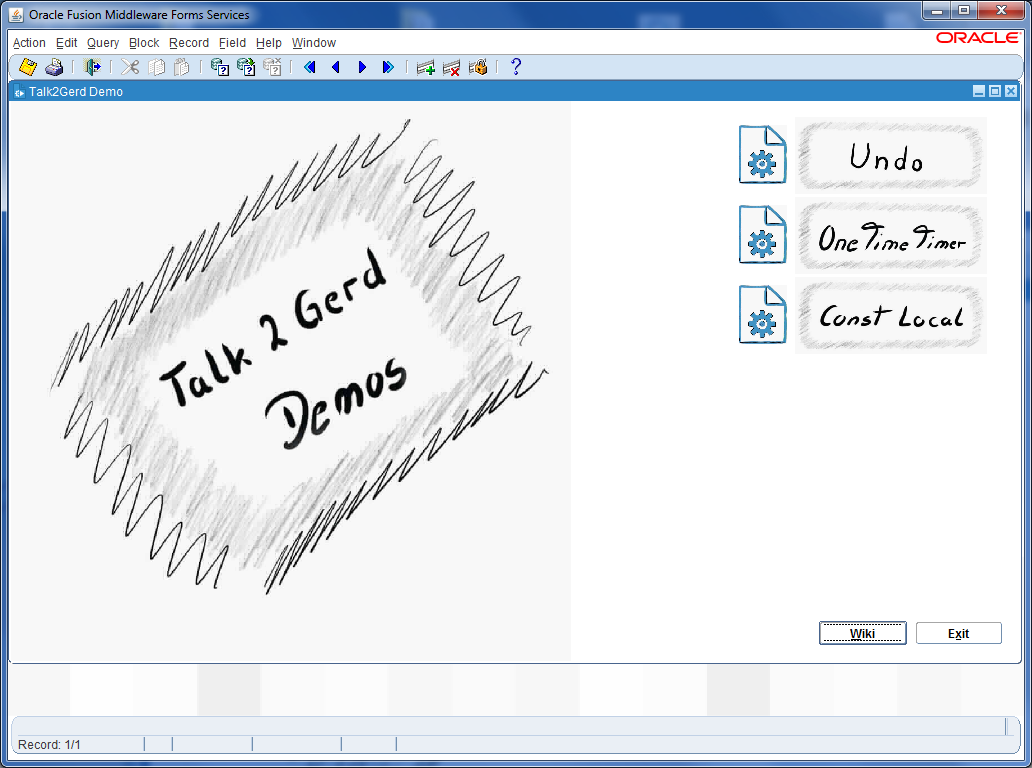 Oracle Fusion Middleware Forms Services
Action Edit Query Block Record Field Help Window
ORACLE
Talk2Gerd Demo
Talk 2 Gerd
Demos
Undo
One Time Timer
Const Local
Wiki Exit
Record: 1/1